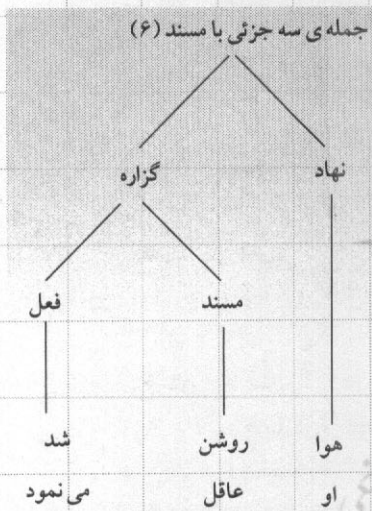 جمله ی سه جزئی با مسند (۶)
نهاد گزاره
مسند فعل
هوا روشن شد
او عاقل می نمود